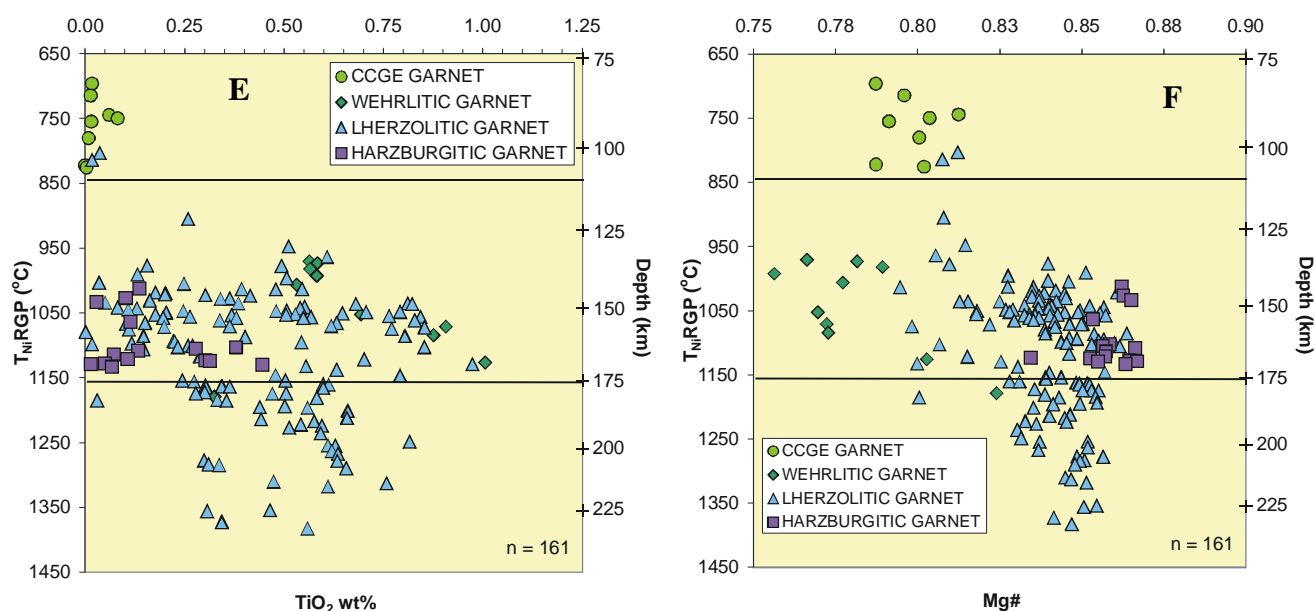 0.00 0.25 0.50 0.75 1.00 1.25
650
750
850
950
1050
1150
1250
1350
1450
T_NiRGP (°C)
E
CCGE GARNET
WEHRLITIC GARNET
LHERZOLITIC GARNET
HARZBURGITIC GARNET
75
100
125
150
175
200
225
Depth (km)
n = 161
TiO₂ wt%
0.75 0.80 0.83 0.85 0.88 0.90
650
750
850
950
1050
1150
1250
1350
1450
T_NiRGP (°C)
F
CCGE GARNET
WEHRLITIC GARNET
LHERZOLITIC GARNET
HARZBURGITIC GARNET
75
100
125
150
175
200
225
Depth (km)
n = 161
Mg#